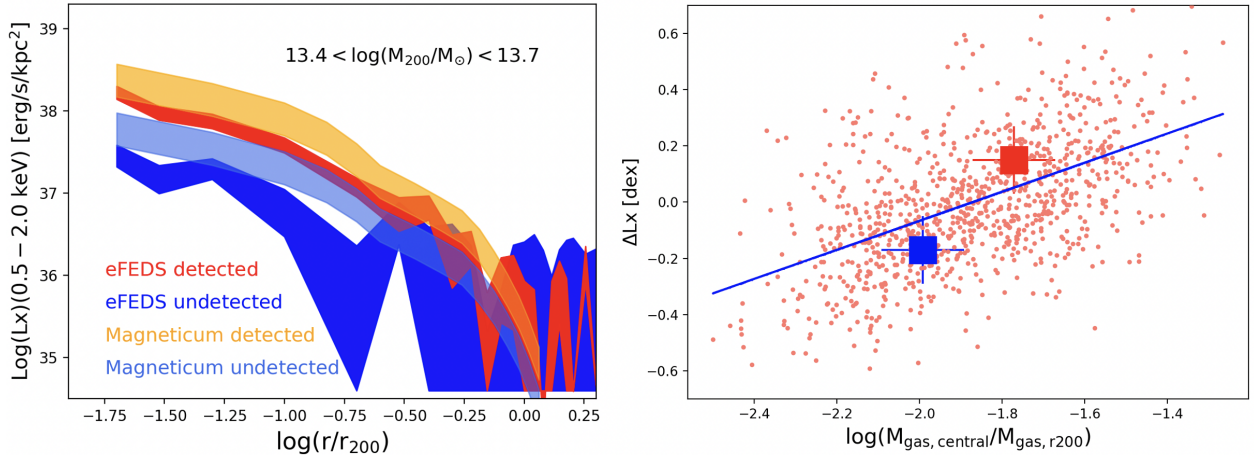 Log(Lx)(0.5 − 2.0 keV) [erg/s/kpc²]
39
38
37
36
35
13.4 < log(M₂₀₀/M☉) < 13.7
eFEDS detected
eFEDS undetected
Magneticum detected
Magneticum undetected
−1.75 −1.50 −1.25 −1.00 −0.75 −0.50 −0.25 0.00 0.25
log(r/r₂₀₀)
ΔLx [dex]
0.6
0.4
0.2
0.0
−0.2
−0.4
−0.6
−2.4 −2.2 −2.0 −1.8 −1.6 −1.4
log(M_gas, central/M_gas, r200)